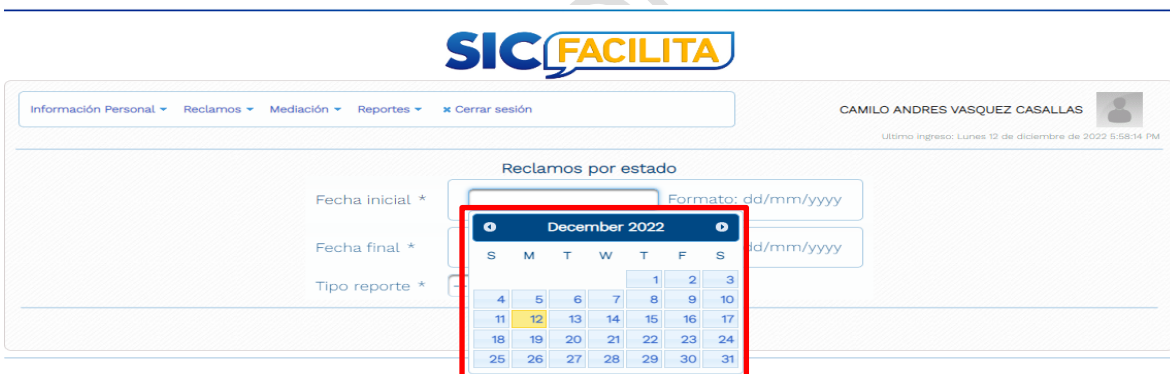 SIC FACILITA
Información Personal Reclamos Mediación Reportes × Cerrar sesión
CAMILO ANDRES VASQUEZ CASALLAS
Ultimo ingreso: Lunes 12 de diciembre de 2022 5:58:14 PM
Reclamos por estado
Fecha inicial * Formato: dd/mm/yyyy
December 2022
Fecha final * dd/mm/yyyy
S M T W T F S
Tipo reporte *
1 2 3
4 5 6 7 8 9 10
11 12 13 14 15 16 17
18 19 20 21 22 23 24
25 26 27 28 29 30 31